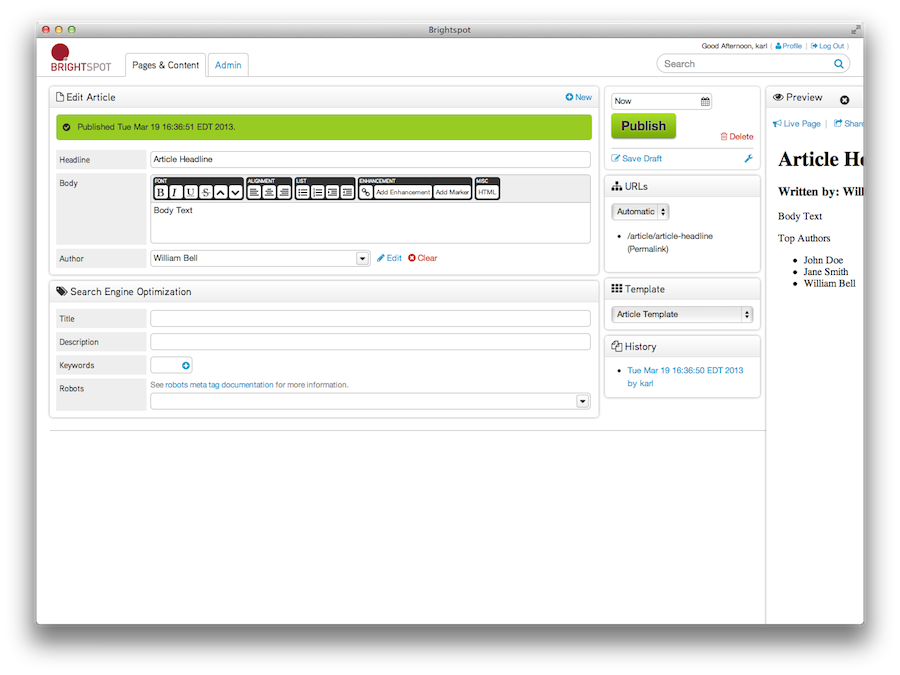 Brightspot
Good Afternoon, karl | Profile | Log Out |
BRIGHTSPOT
Pages & Content
Admin
Search
Edit Article
New
Published Tue Mar 19 16:36:51 EDT 2013.
Headline
Article Headline
Body
FONT
ALIGNMENT
LIST
ENHANCEMENT
MISC
B I U S
Add Enhancement
Add Marker
HTML
Body Text
Author
William Bell
Edit
Clear
Search Engine Optimization
Title
Description
Keywords
Robots
See robots meta tag documentation for more information.
Now
Publish
Delete
Save Draft
URLs
Automatic
/article/article-headline
(Permalink)
Template
Article Template
History
Tue Mar 19 16:36:50 EDT 2013
by karl
Preview
Live Page | Share
Article He
Written by: Will
Body Text
Top Authors
John Doe
Jane Smith
William Bell